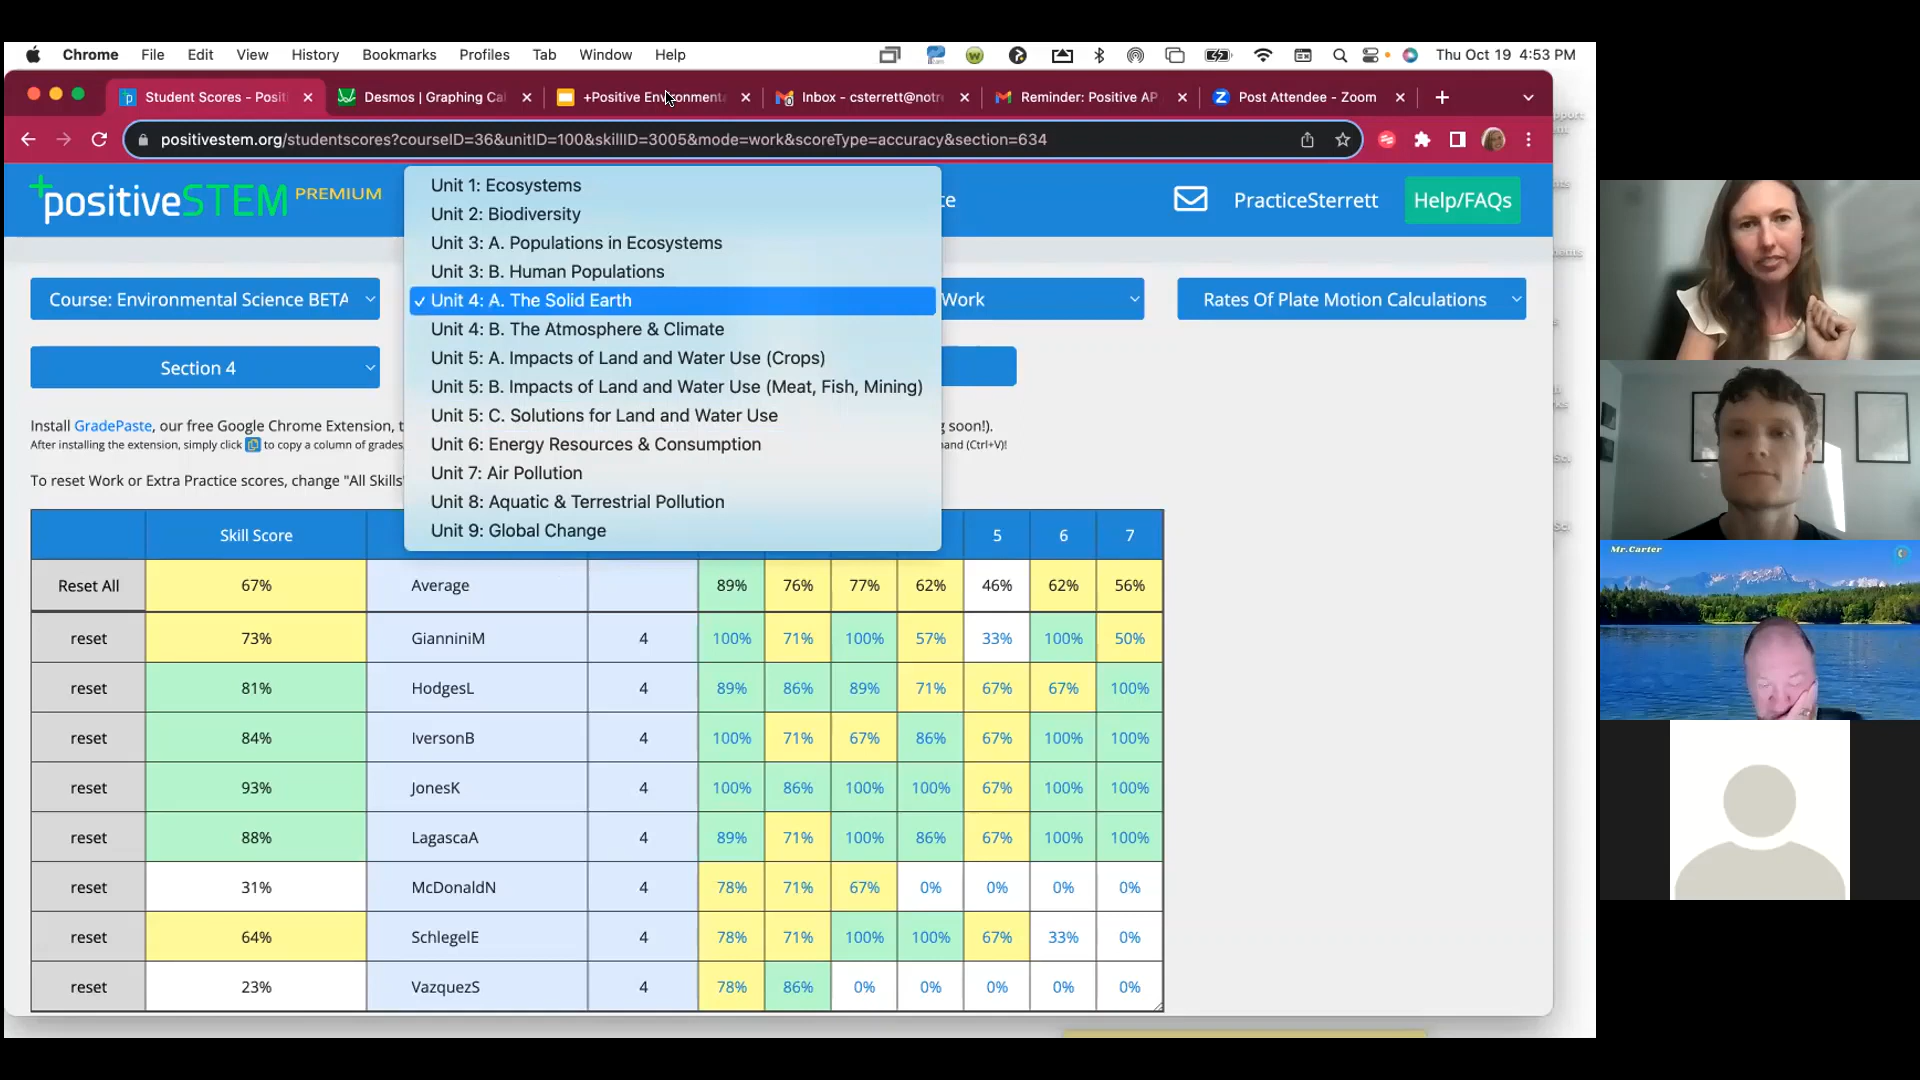 Chrome File Edit View History Bookmarks Profiles Tab Window Help Thu Oct 19 4:53 PM
Student Scores - Posit Desmos | Graphing Cal +Positive Environmenta Inbox - csterrett@notr Reminder: Positive AP Post Attendee - Zoom
positivestem.org/studentscores?courseID=36&unitID=100&skillID=3005&mode=work&scoreType=accuracy&section=634
+positiveSTEM PREMIUM
PracticeSterrett
Help/FAQs
Unit 1: Ecosystems
Unit 2: Biodiversity
Unit 3: A. Populations in Ecosystems
Unit 3: B. Human Populations
✓ Unit 4: A. The Solid Earth
Unit 4: B. The Atmosphere & Climate
Unit 5: A. Impacts of Land and Water Use (Crops)
Unit 5: B. Impacts of Land and Water Use (Meat, Fish, Mining)
Unit 5: C. Solutions for Land and Water Use
Unit 6: Energy Resources & Consumption
Unit 7: Air Pollution
Unit 8: Aquatic & Terrestrial Pollution
Unit 9: Global Change
Course: Environmental Science BETA
Work
Rates Of Plate Motion Calculations
Section 4
Install GradePaste, our free Google Chrome Extension, t
g soon!).
After installing the extension, simply click to copy a column of grades
and (Ctrl+V)!
To reset Work or Extra Practice scores, change "All Skills"
Skill Score 5 6 7
Reset All 67% Average 89% 76% 77% 62% 46% 62% 56%
reset 73% GianniniM 4 100% 71% 100% 57% 33% 100% 50%
reset 81% HodgesL 4 89% 86% 89% 71% 67% 67% 100%
reset 84% IversonB 4 100% 71% 67% 86% 67% 100% 100%
reset 93% JonesK 4 100% 86% 100% 100% 67% 100% 100%
reset 88% LagascaA 4 89% 71% 100% 86% 67% 100% 100%
reset 31% McDonaldN 4 78% 71% 67% 0% 0% 0% 0%
reset 64% SchlegelE 4 78% 71% 100% 100% 67% 33% 0%
reset 23% VazquezS 4 78% 86% 0% 0% 0% 0% 0%
Mr.Carter